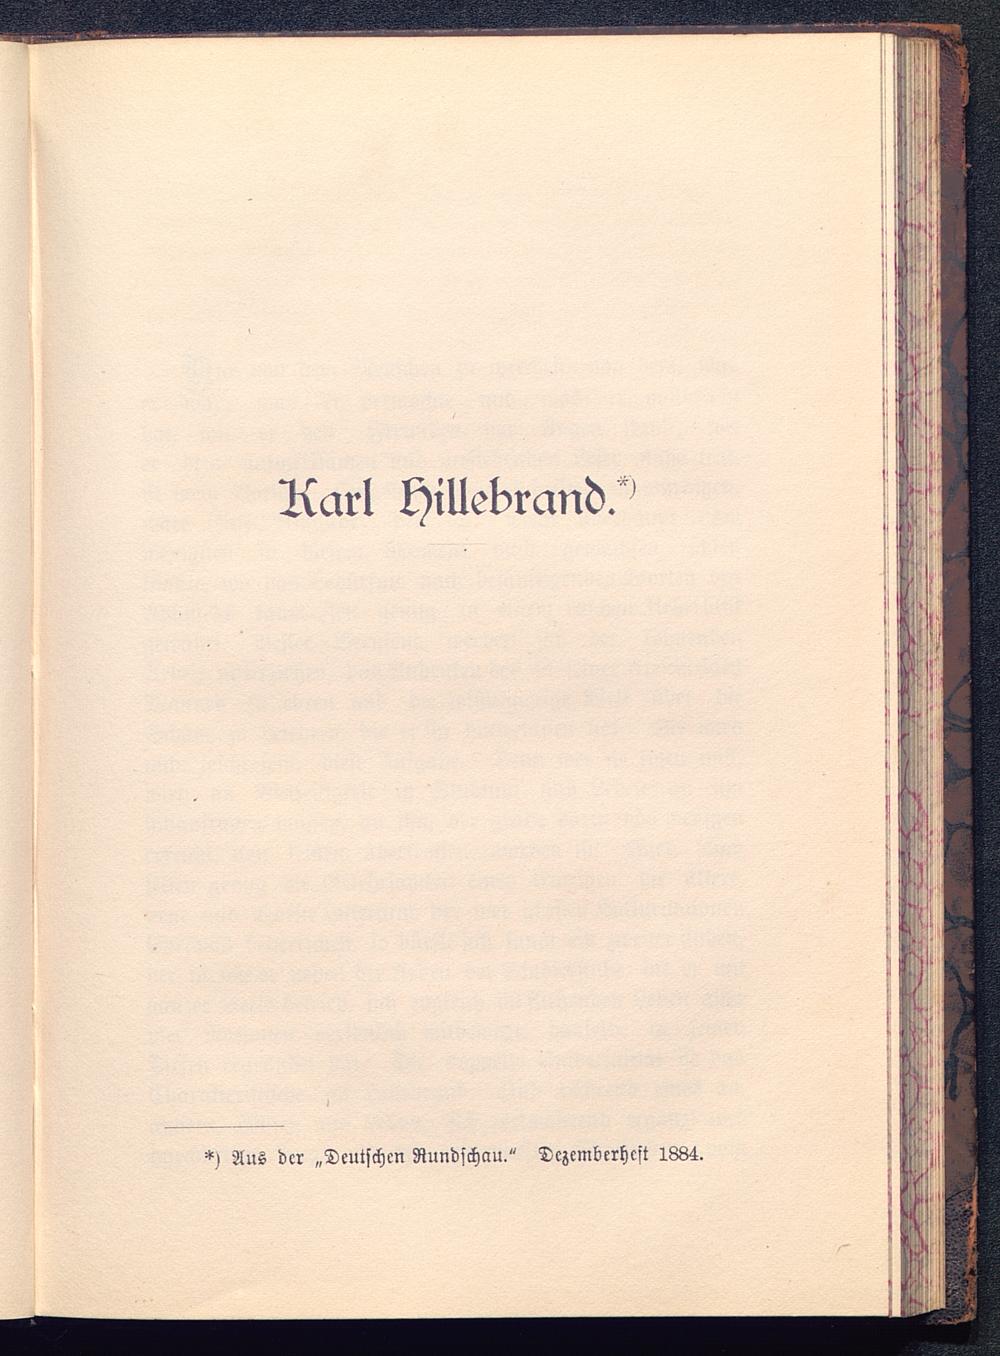 Karl Hillebrand.*)
*) Aus der „Deutschen Rundschau.“ Dezemberheft 1884.